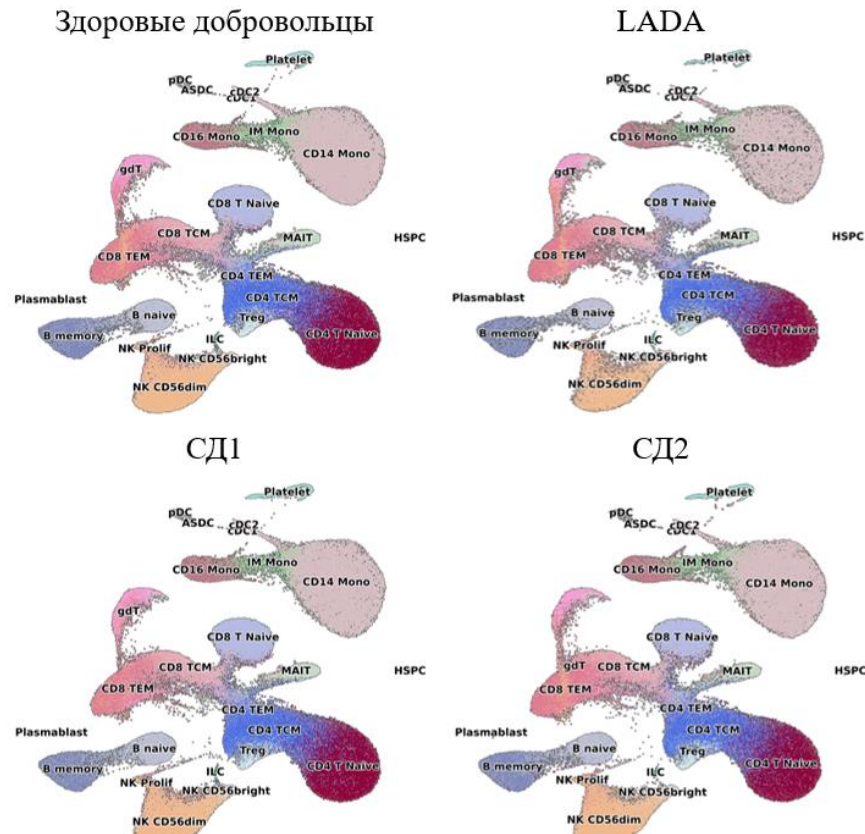 Здоровые добровольцы
Platelet
pDC
ASDC
cDC2
cDC1
CD16 Mono
IM Mono
CD14 Mono
gdT
CD8 T Naive
CD8 TCM
MAIT
HSPC
CD8 TEM
CD4 TEM
CD4 TCM
Plasmablast
B naive
Treg
B memory
CD4 T Naive
NK Prolif
ILC
NK CD56bright
NK CD56dim
LADA
Platelet
pDC
ASDC
cDC2
cDC1
CD16 Mono
IM Mono
CD14 Mono
gdT
CD8 T Naive
CD8 TCM
MAIT
HSPC
CD8 TEM
CD4 TEM
CD4 TCM
Plasmablast
B naive
Treg
B memory
CD4 T Naive
NK Prolif
ILC
NK CD56bright
NK CD56dim
СД1
Platelet
pDC
ASDC
cDC2
cDC1
CD16 Mono
IM Mono
CD14 Mono
gdT
CD8 T Naive
CD8 TCM
MAIT
HSPC
CD8 TEM
CD4 TEM
CD4 TCM
Plasmablast
B naive
Treg
B memory
CD4 T Naive
NK Prolif
ILC
NK CD56bright
NK CD56dim
СД2
Platelet
pDC
ASDC
cDC2
cDC1
CD16 Mono
IM Mono
CD14 Mono
CD8 T Naive
gdT
CD8 TCM
MAIT
HSPC
CD8 TEM
CD4 TEM
CD4 TCM
Plasmablast
B naive
Treg
B memory
CD4 T Naive
NK Prolif
ILC
NK CD56bright
NK CD56dim